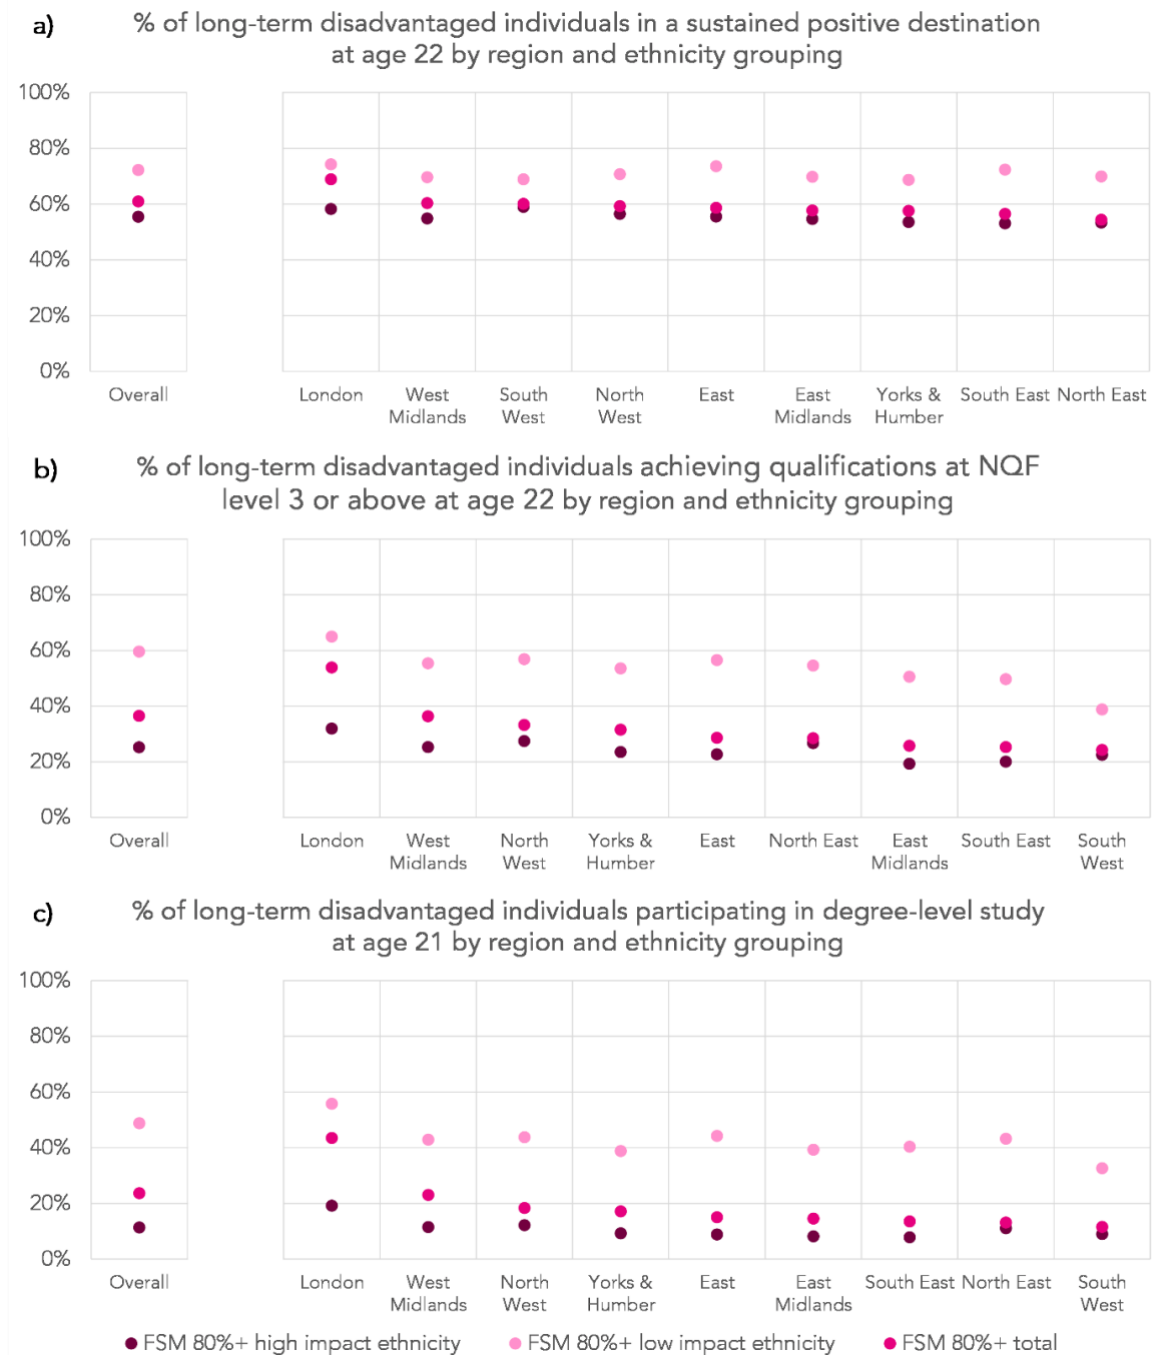 a)
% of long-term disadvantaged individuals in a sustained positive destination
at age 22 by region and ethnicity grouping
100%
80%
60%
40%
20%
0%
Overall London West South North East East Yorks & South East North East
Midlands West West Midlands Humber
b)
% of long-term disadvantaged individuals achieving qualifications at NQF
level 3 or above at age 22 by region and ethnicity grouping
100%
80%
60%
40%
20%
0%
Overall London West North Yorks & East North East East South East South
Midlands West Humber Midlands West
c)
% of long-term disadvantaged individuals participating in degree-level study
at age 21 by region and ethnicity grouping
100%
80%
60%
40%
20%
0%
Overall London West North Yorks & East East South East North East South
Midlands West Humber Midlands West
FSM 80%+ high impact ethnicity FSM 80%+ low impact ethnicity FSM 80%+ total